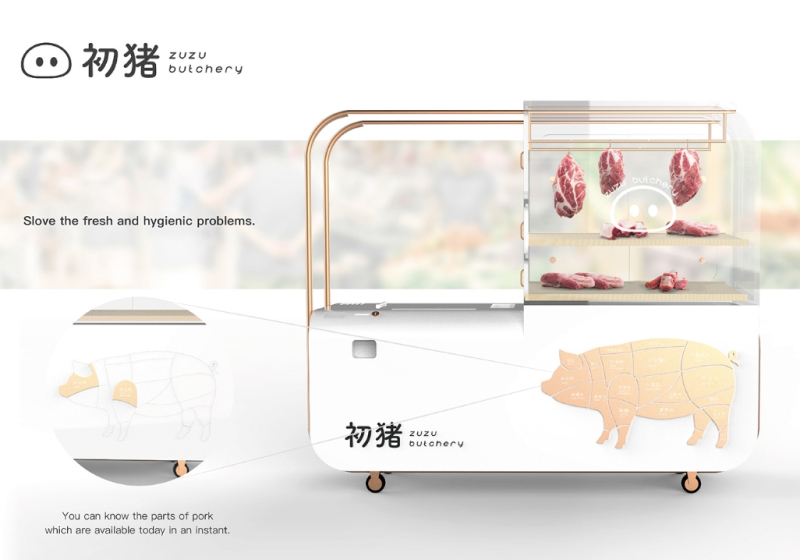 初猪
zuzu
butchery
Slove the fresh and hygienic problems.
zuzu butchery
初猪
zuzu
butchery
You can know the parts of pork
which are available today in an instant.